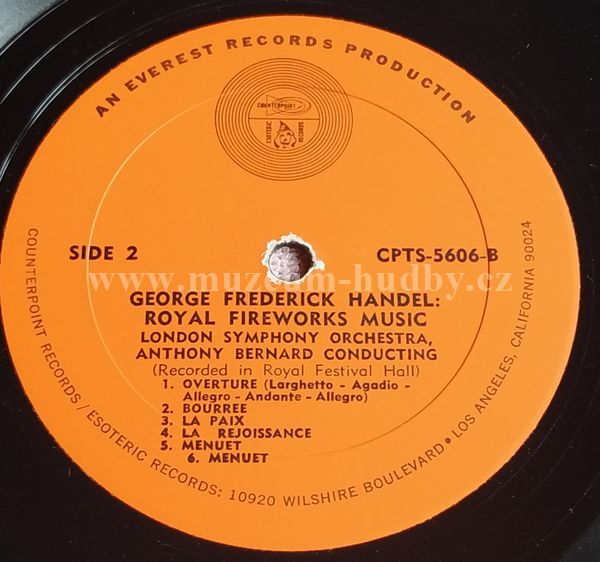 AN EVEREST RECORDS PRODUCTION
COUNTERPOINT
ESOTERIC RECORDS
SIDE 2
CPTS-5606-B
www.muzeum-hudby.cz
GEORGE FREDERICK HANDEL:
ROYAL FIREWORKS MUSIC
LONDON SYMPHONY ORCHESTRA,
ANTHONY BERNARD CONDUCTING
(Recorded in Royal Festival Hall)
1. OVERTURE (Larghetto - Agadio -
Allegro - Andante - Allegro)
2. BOURREE
3. LA PAIX
4. LA REJOISSANCE
5. MENUET
6. MENUET
COUNTERPOINT RECORDS / ESOTERIC RECORDS: 10920 WILSHIRE BOULEVARD • LOS ANGELES, CALIFORNIA 90024